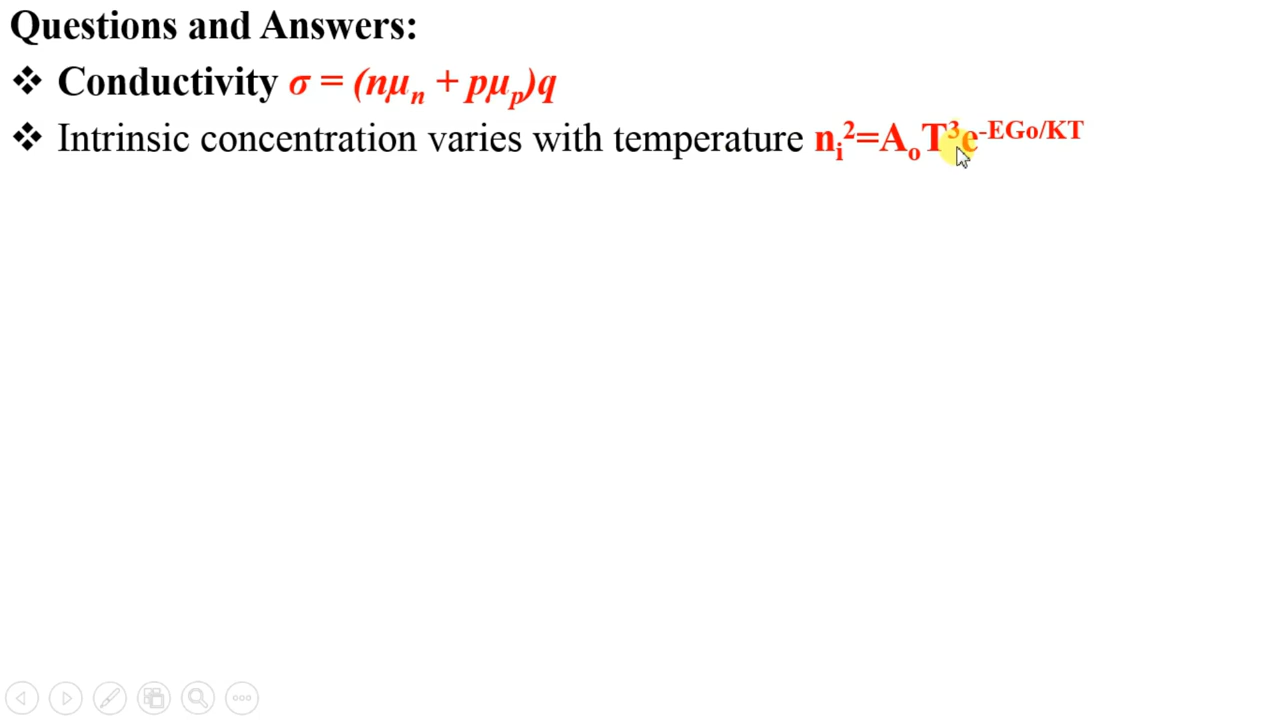 Questions and Answers:
❖ Conductivity σ = (nμₙ + pμₚ)q
❖ Intrinsic concentration varies with temperature nᵢ²=AₒT³e^-EGo/KT